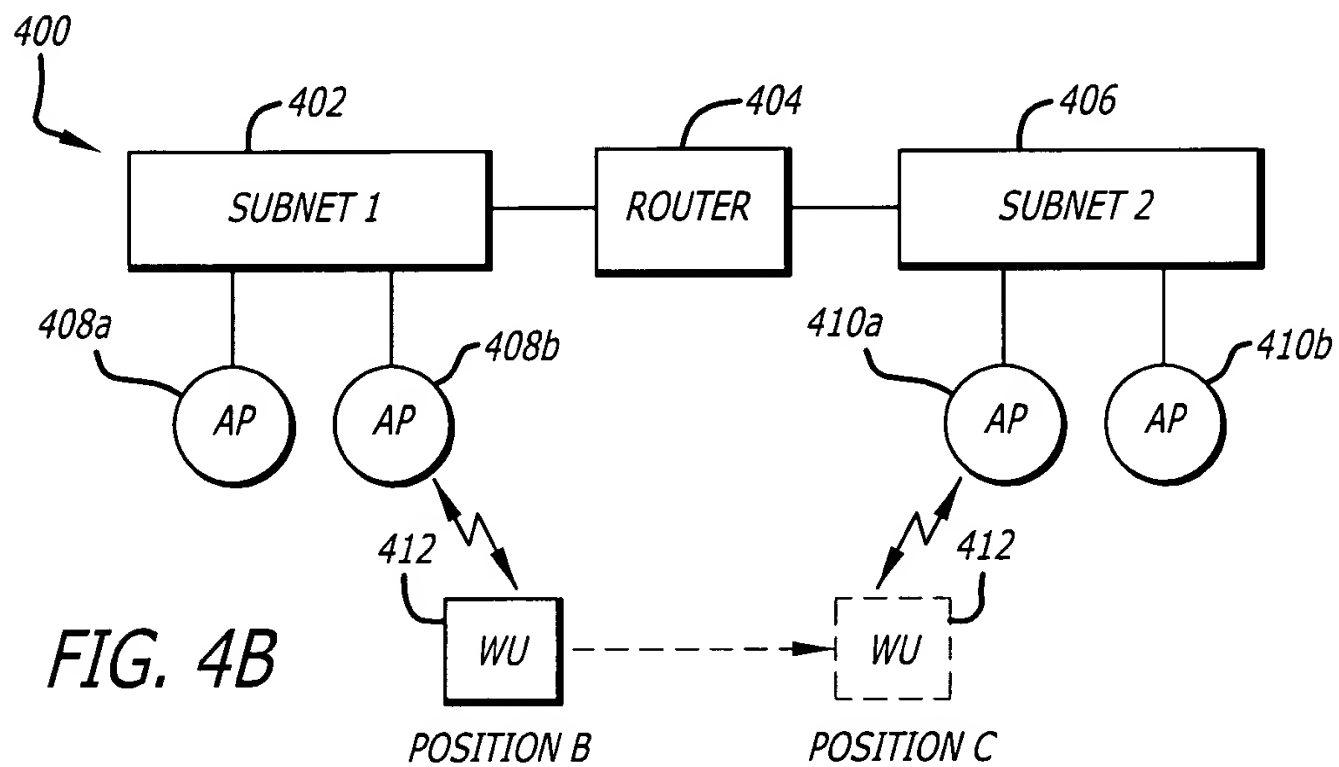 400
402
404
406
SUBNET 1
ROUTER
SUBNET 2
408a
408b
410a
410b
AP
AP
AP
AP
412
412
WU
WU
FIG. 4B
POSITION B
POSITION C